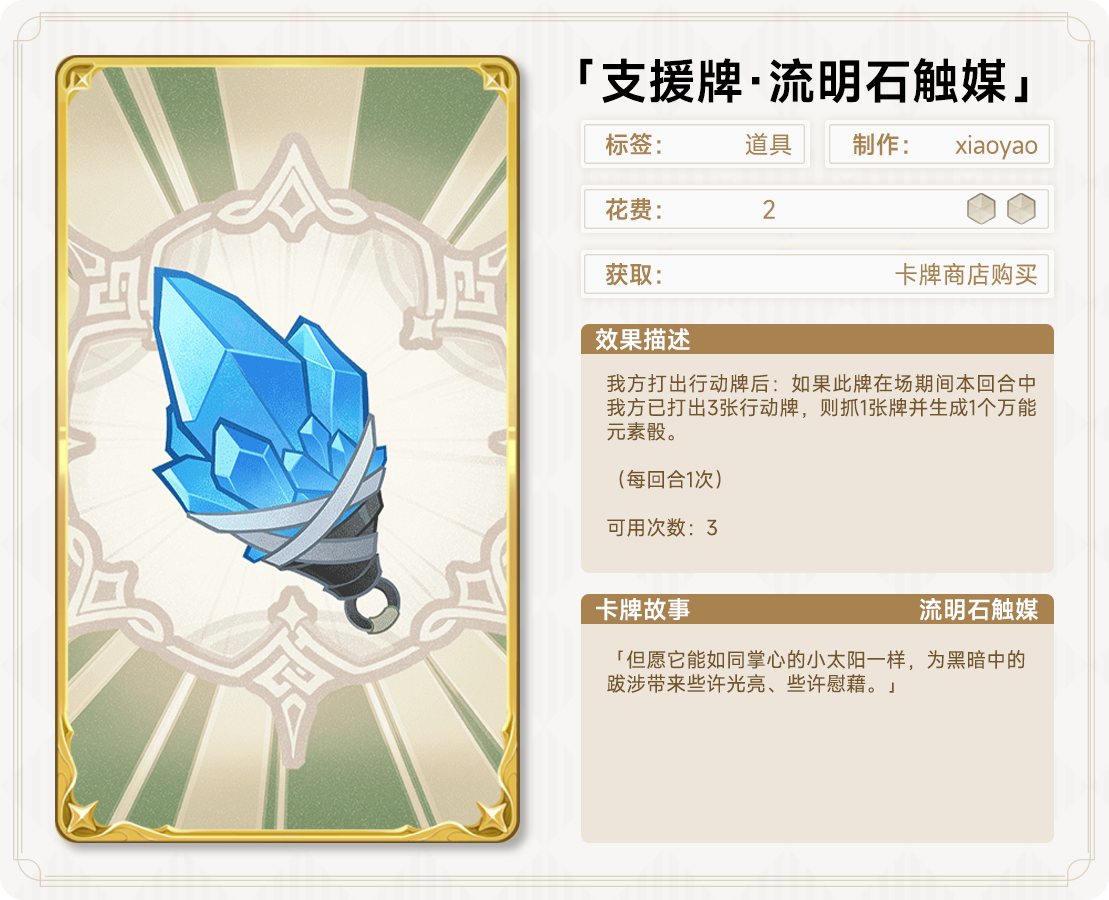 「支援牌·流明石触媒」
标签： 道具
制作： xiaoyao
花费： 2
获取： 卡牌商店购买
效果描述
我方打出行动牌后：如果此牌在场期间本回合中
我方已打出3张行动牌，则抓1张牌并生成1个万能
元素骰。
（每回合1次）
可用次数：3
卡牌故事 流明石触媒
「但愿它能如同掌心的小太阳一样，为黑暗中的
跋涉带来些许光亮、些许慰藉。」